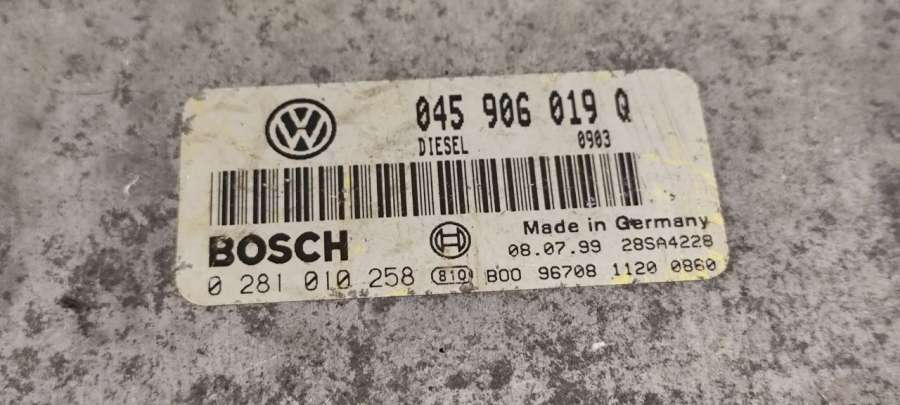 045 906 019 Q
DIESEL 0903
Made in Germany
BOSCH 08.07.99 28SA4228
0 281 010 258 810 B00 96708 1120 0860